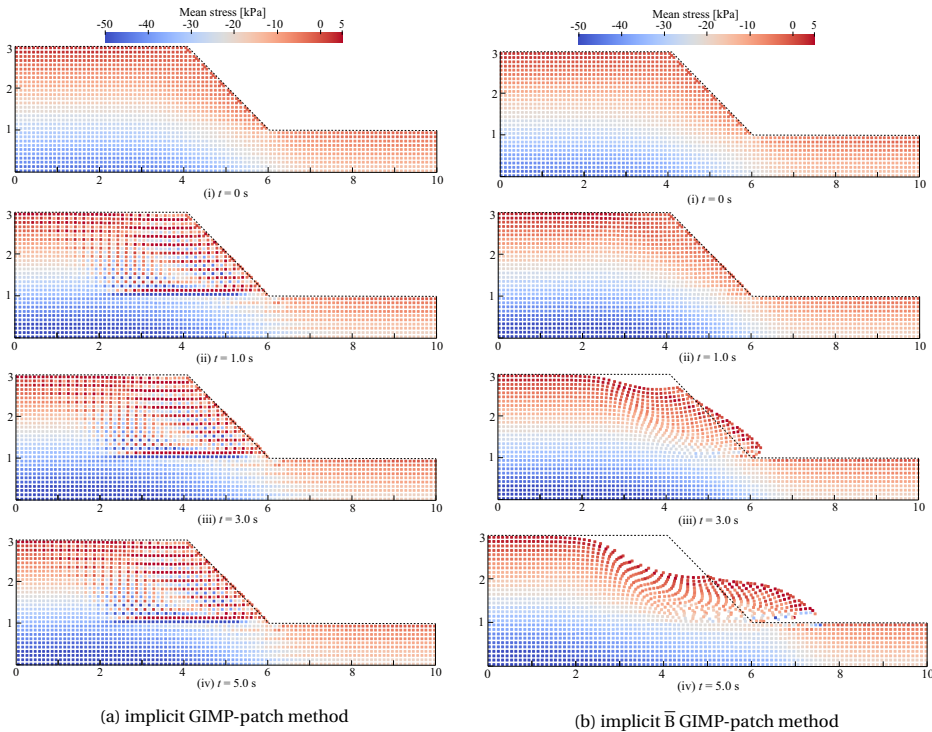 Mean stress [kPa]
-50 -40 -30 -20 -10 0 5
3
2
1
0 2 4 6 8 10
(i) t = 0 s
3
2
1
0 2 4 6 8 10
(ii) t = 1.0 s
3
2
1
0 2 4 6 8 10
(iii) t = 3.0 s
3
2
1
0 2 4 6 8 10
(iv) t = 5.0 s
(a) implicit GIMP-patch method
Mean stress [kPa]
-50 -40 -30 -20 -10 0 5
3
2
1
0 2 4 6 8 10
(i) t = 0 s
3
2
1
0 2 4 6 8 10
(ii) t = 1.0 s
3
2
1
0 2 4 6 8 10
(iii) t = 3.0 s
3
2
1
0 2 4 6 8 10
(iv) t = 5.0 s
(b) implicit B̅ GIMP-patch method